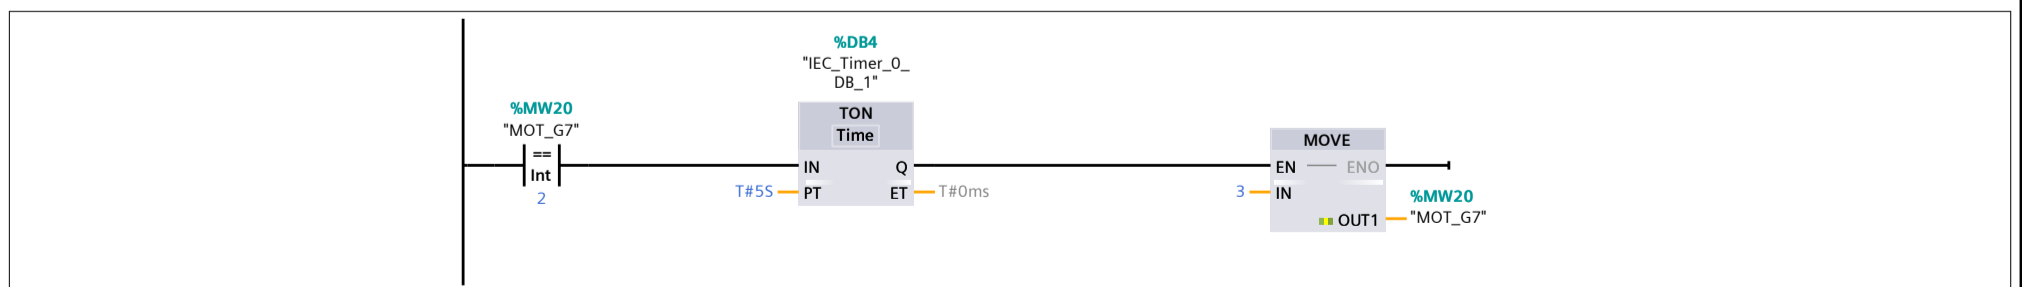 %DB4
"IEC_Timer_0_
DB_1"
%MW20
"MOT_G7"
==
Int
2
TON
Time
IN
Q
T#5S
PT
ET
T#0ms
MOVE
EN
ENO
3
IN
OUT1
%MW20
"MOT_G7"